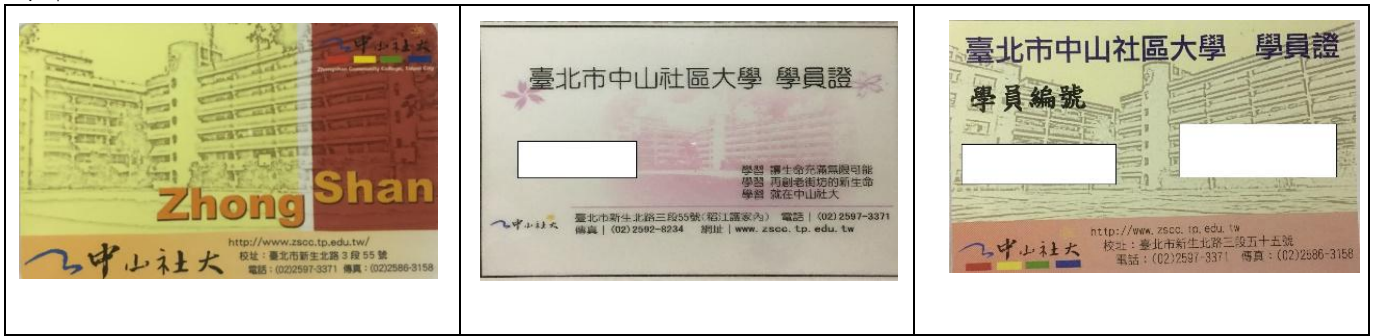 中山社大
Zhongshan Community College, Taipei City
Zhong Shan
中山社大
http://www.zscc.tp.edu.tw/
校址：臺北市新生北路 3 段 55 號
電話：(02)2597-3371 傳真：(02)2586-3158
臺北市中山社區大學 學員證
學習 讓生命充滿無限可能
學習 再創老街坊的新生命
學習 就在中山社大
中山社大
臺北市新生北路三段55號(稻江護家內) 電話｜(02)2597-3371
傳真｜(02)2592-8234 網址｜www.zscc.tp.edu.tw
臺北市中山社區大學 學員證
學員編號
中山社大
http://www.zscc.tp.edu.tw
校址：臺北市新生北路三段五十五號
電話：(02)2597-3371 傳真：(02)2586-3158